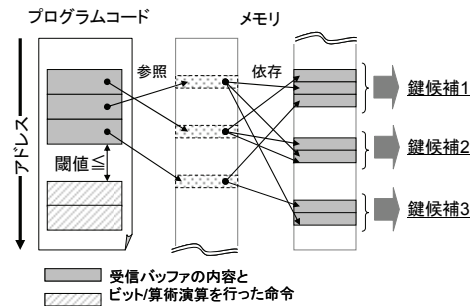 プログラムコード
メモリ
参照
依存
アドレス
閾値≦
鍵候補1
鍵候補2
鍵候補3
受信バッファの内容と
ビット/算術演算を行った命令